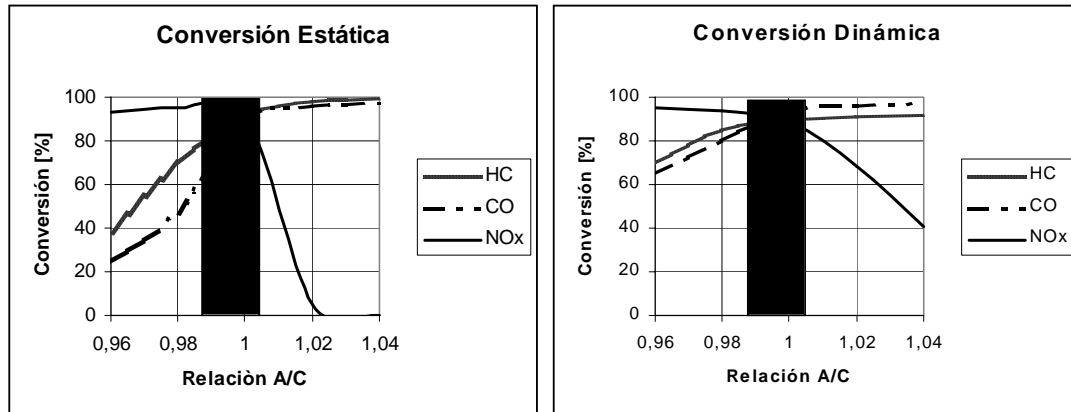 Conversión Estática
Conversión [%]
100
80
60
40
20
0
0,96
0,98
1
1,02
1,04
Relaciòn A/C
HC
CO
NOx
Conversión Dinámica
Conversión [%]
100
80
60
40
20
0
0,96
0,98
1
1,02
1,04
Relación A/C
HC
CO
NOx